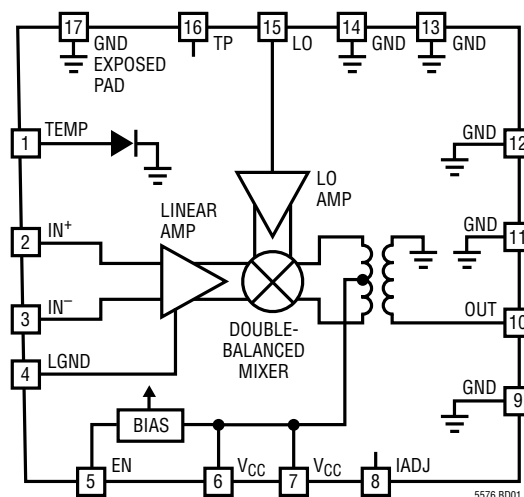 17
GND
EXPOSED
PAD
16
TP
15
LO
14
GND
13
GND
1
TEMP
GND
12
LO
AMP
LINEAR
AMP
2
IN+
GND
11
3
IN−
OUT
10
DOUBLE-
BALANCED
MIXER
4
LGND
GND
9
BIAS
5
EN
6
VCC
7
VCC
8
IADJ
5576 BD01